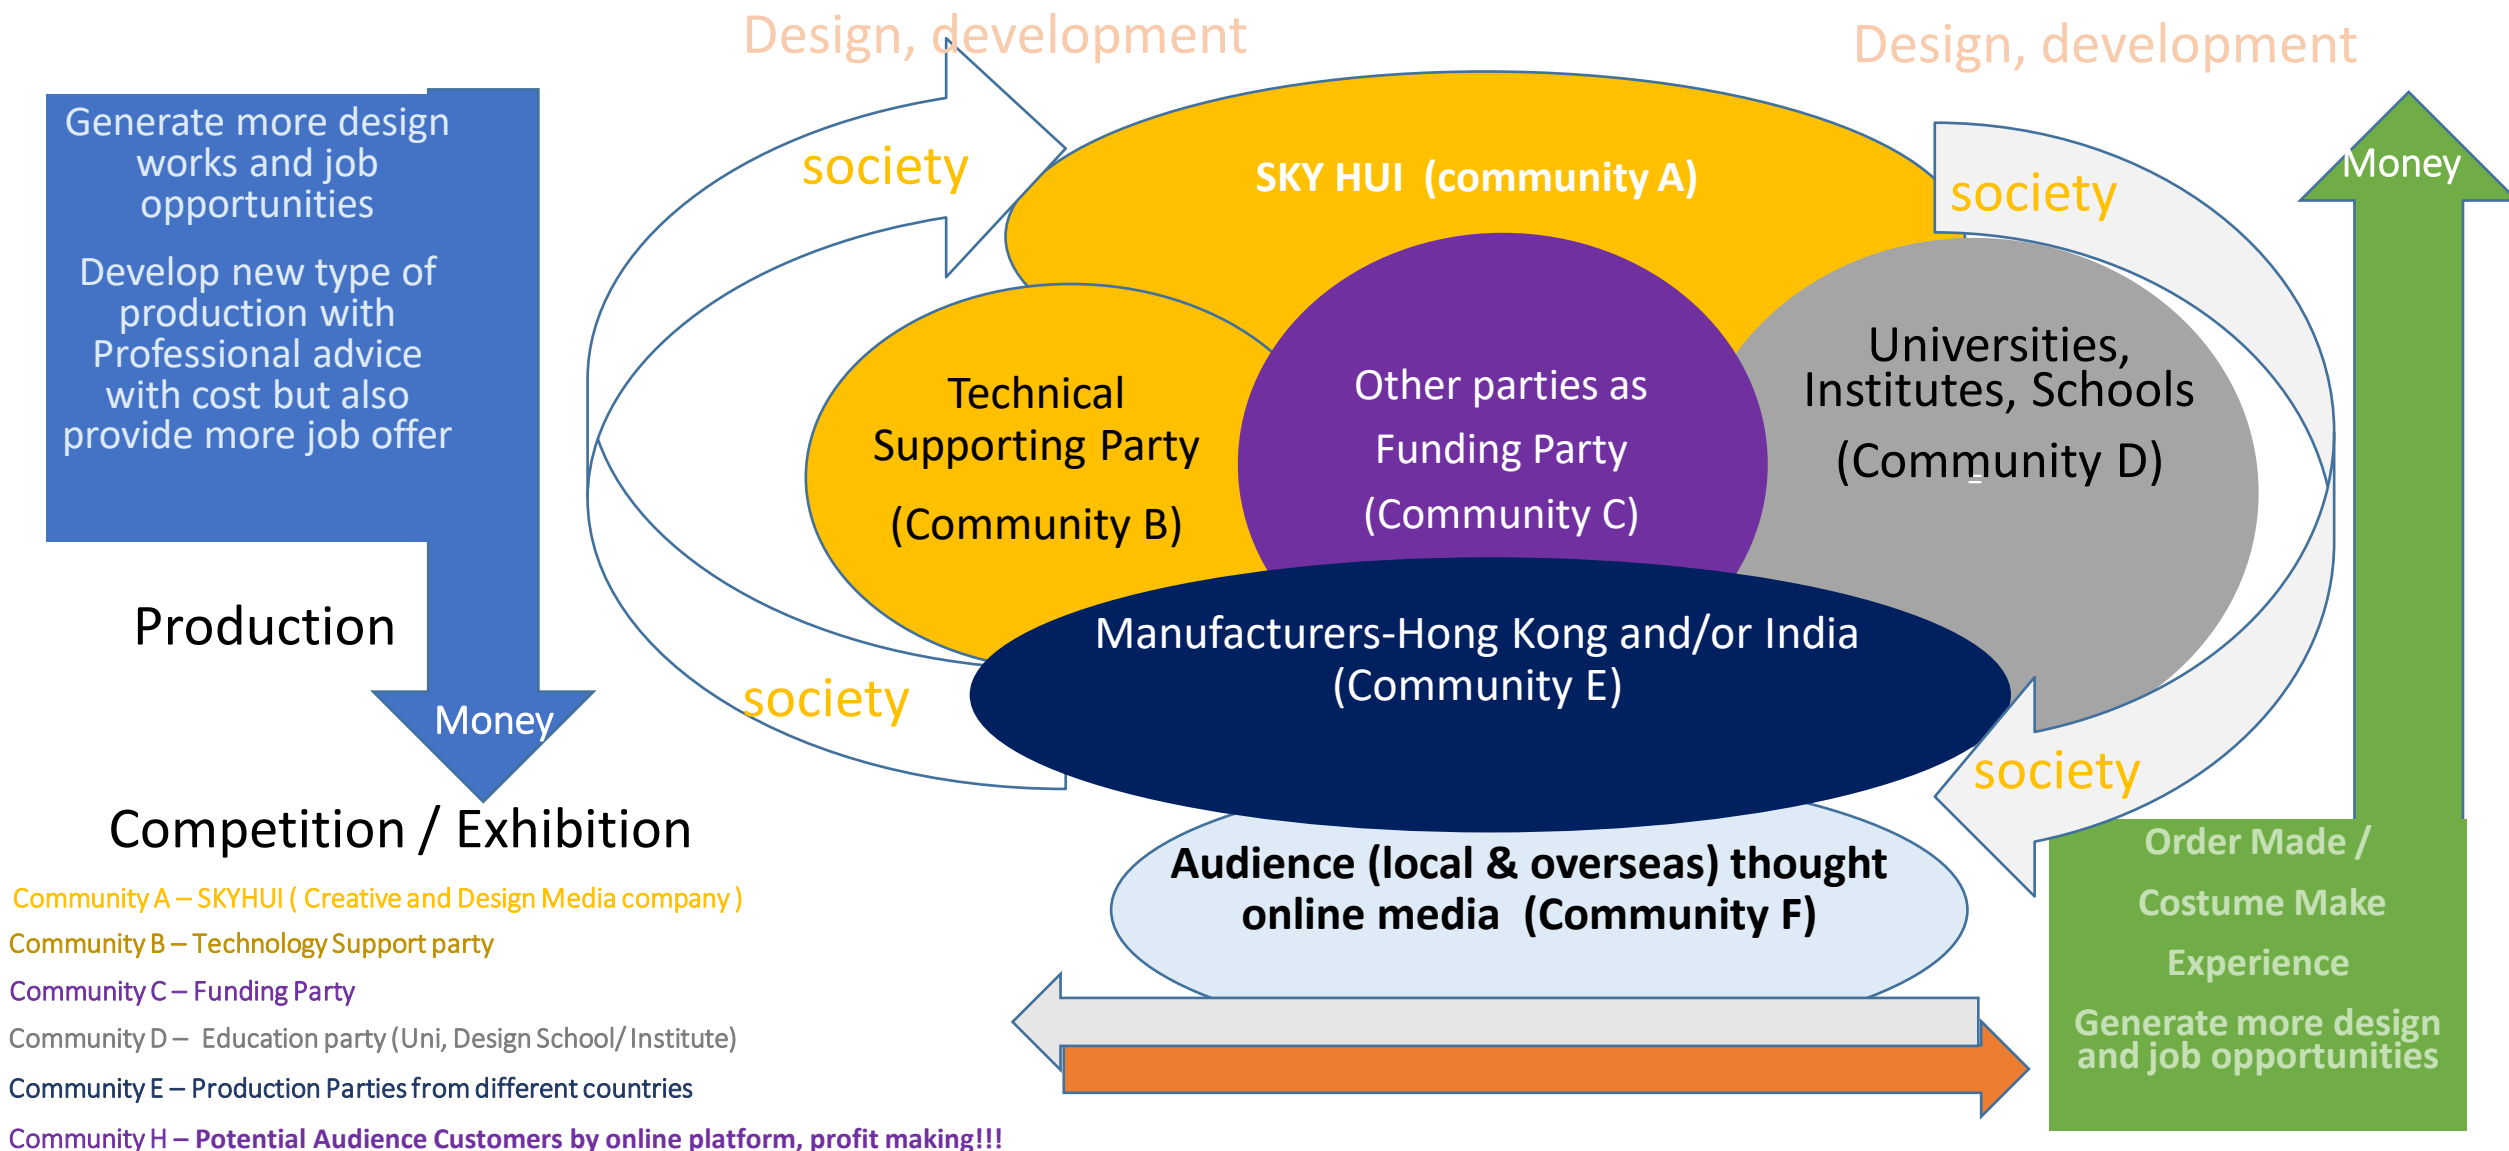 Design, development
Design, development
Generate more design
works and job
opportunities
Develop new type of
production with
Professional advice
with cost but also
provide more job offer
Production
Money
Competition / Exhibition
society
society
society
society
SKY HUI  (community A)
Technical
Supporting Party
(Community B)
Other parties as
Funding Party
(Community C)
Universities,
Institutes, Schools
(Community D)
Manufacturers-Hong Kong and/or India
(Community E)
Audience (local & overseas) thought
online media  (Community F)
Money
Order Made /
Costume Make
Experience
Generate more design
and job opportunities
Community A – SKYHUI ( Creative and Design Media company )
Community B – Technology Support party
Community C – Funding Party
Community D –  Education party (Uni, Design School/ Institute)
Community E – Production Parties from different countries
Community H – Potential Audience Customers by online platform, profit making!!!